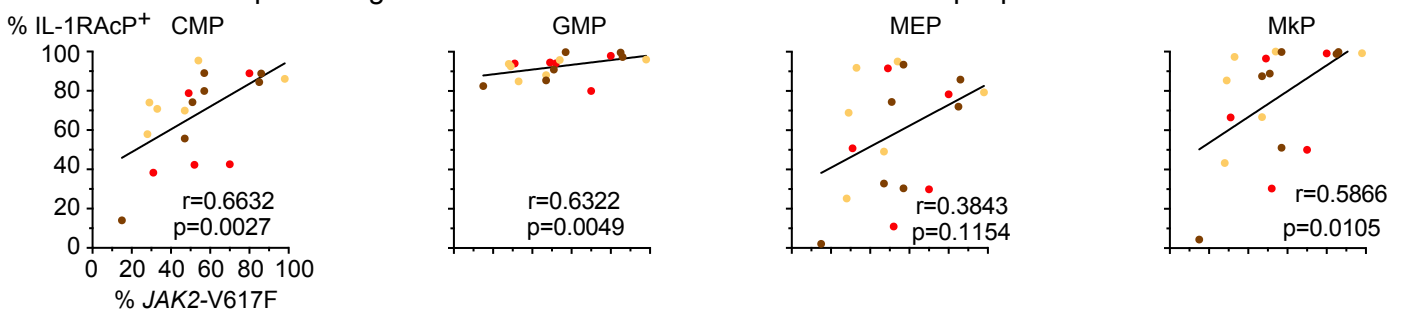 % IL-1RAcP+ CMP GMP MEP MkP
100
80
60
40
20
0
r=0.6632
p=0.0027
r=0.6322
p=0.0049
r=0.3843
p=0.1154
r=0.5866
p=0.0105
0 20 40 60 80 100
% JAK2-V617F